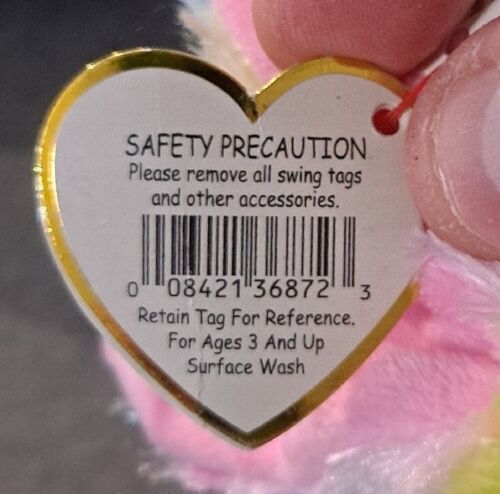 SAFETY PRECAUTION
Please remove all swing tags
and other accessories.
0 08421 36872 3
Retain Tag For Reference.
For Ages 3 And Up
Surface Wash